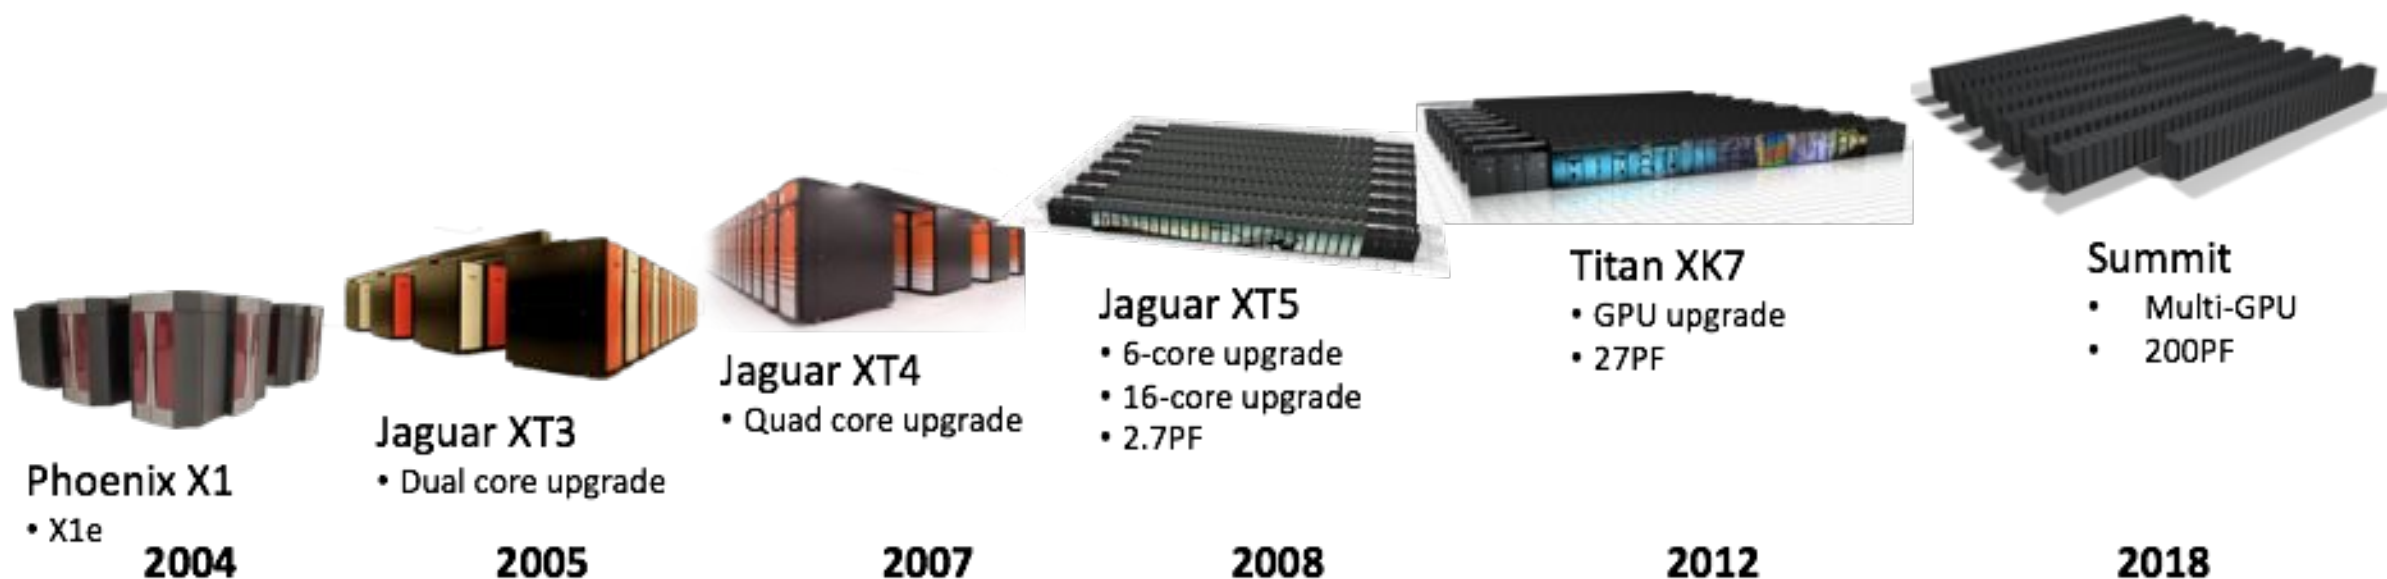 Phoenix X1
• X1e
2004
Jaguar XT3
• Dual core upgrade
2005
Jaguar XT4
• Quad core upgrade
2007
Jaguar XT5
• 6-core upgrade
• 16-core upgrade
• 2.7PF
2008
Titan XK7
• GPU upgrade
• 27PF
2012
Summit
• Multi-GPU
• 200PF
2018